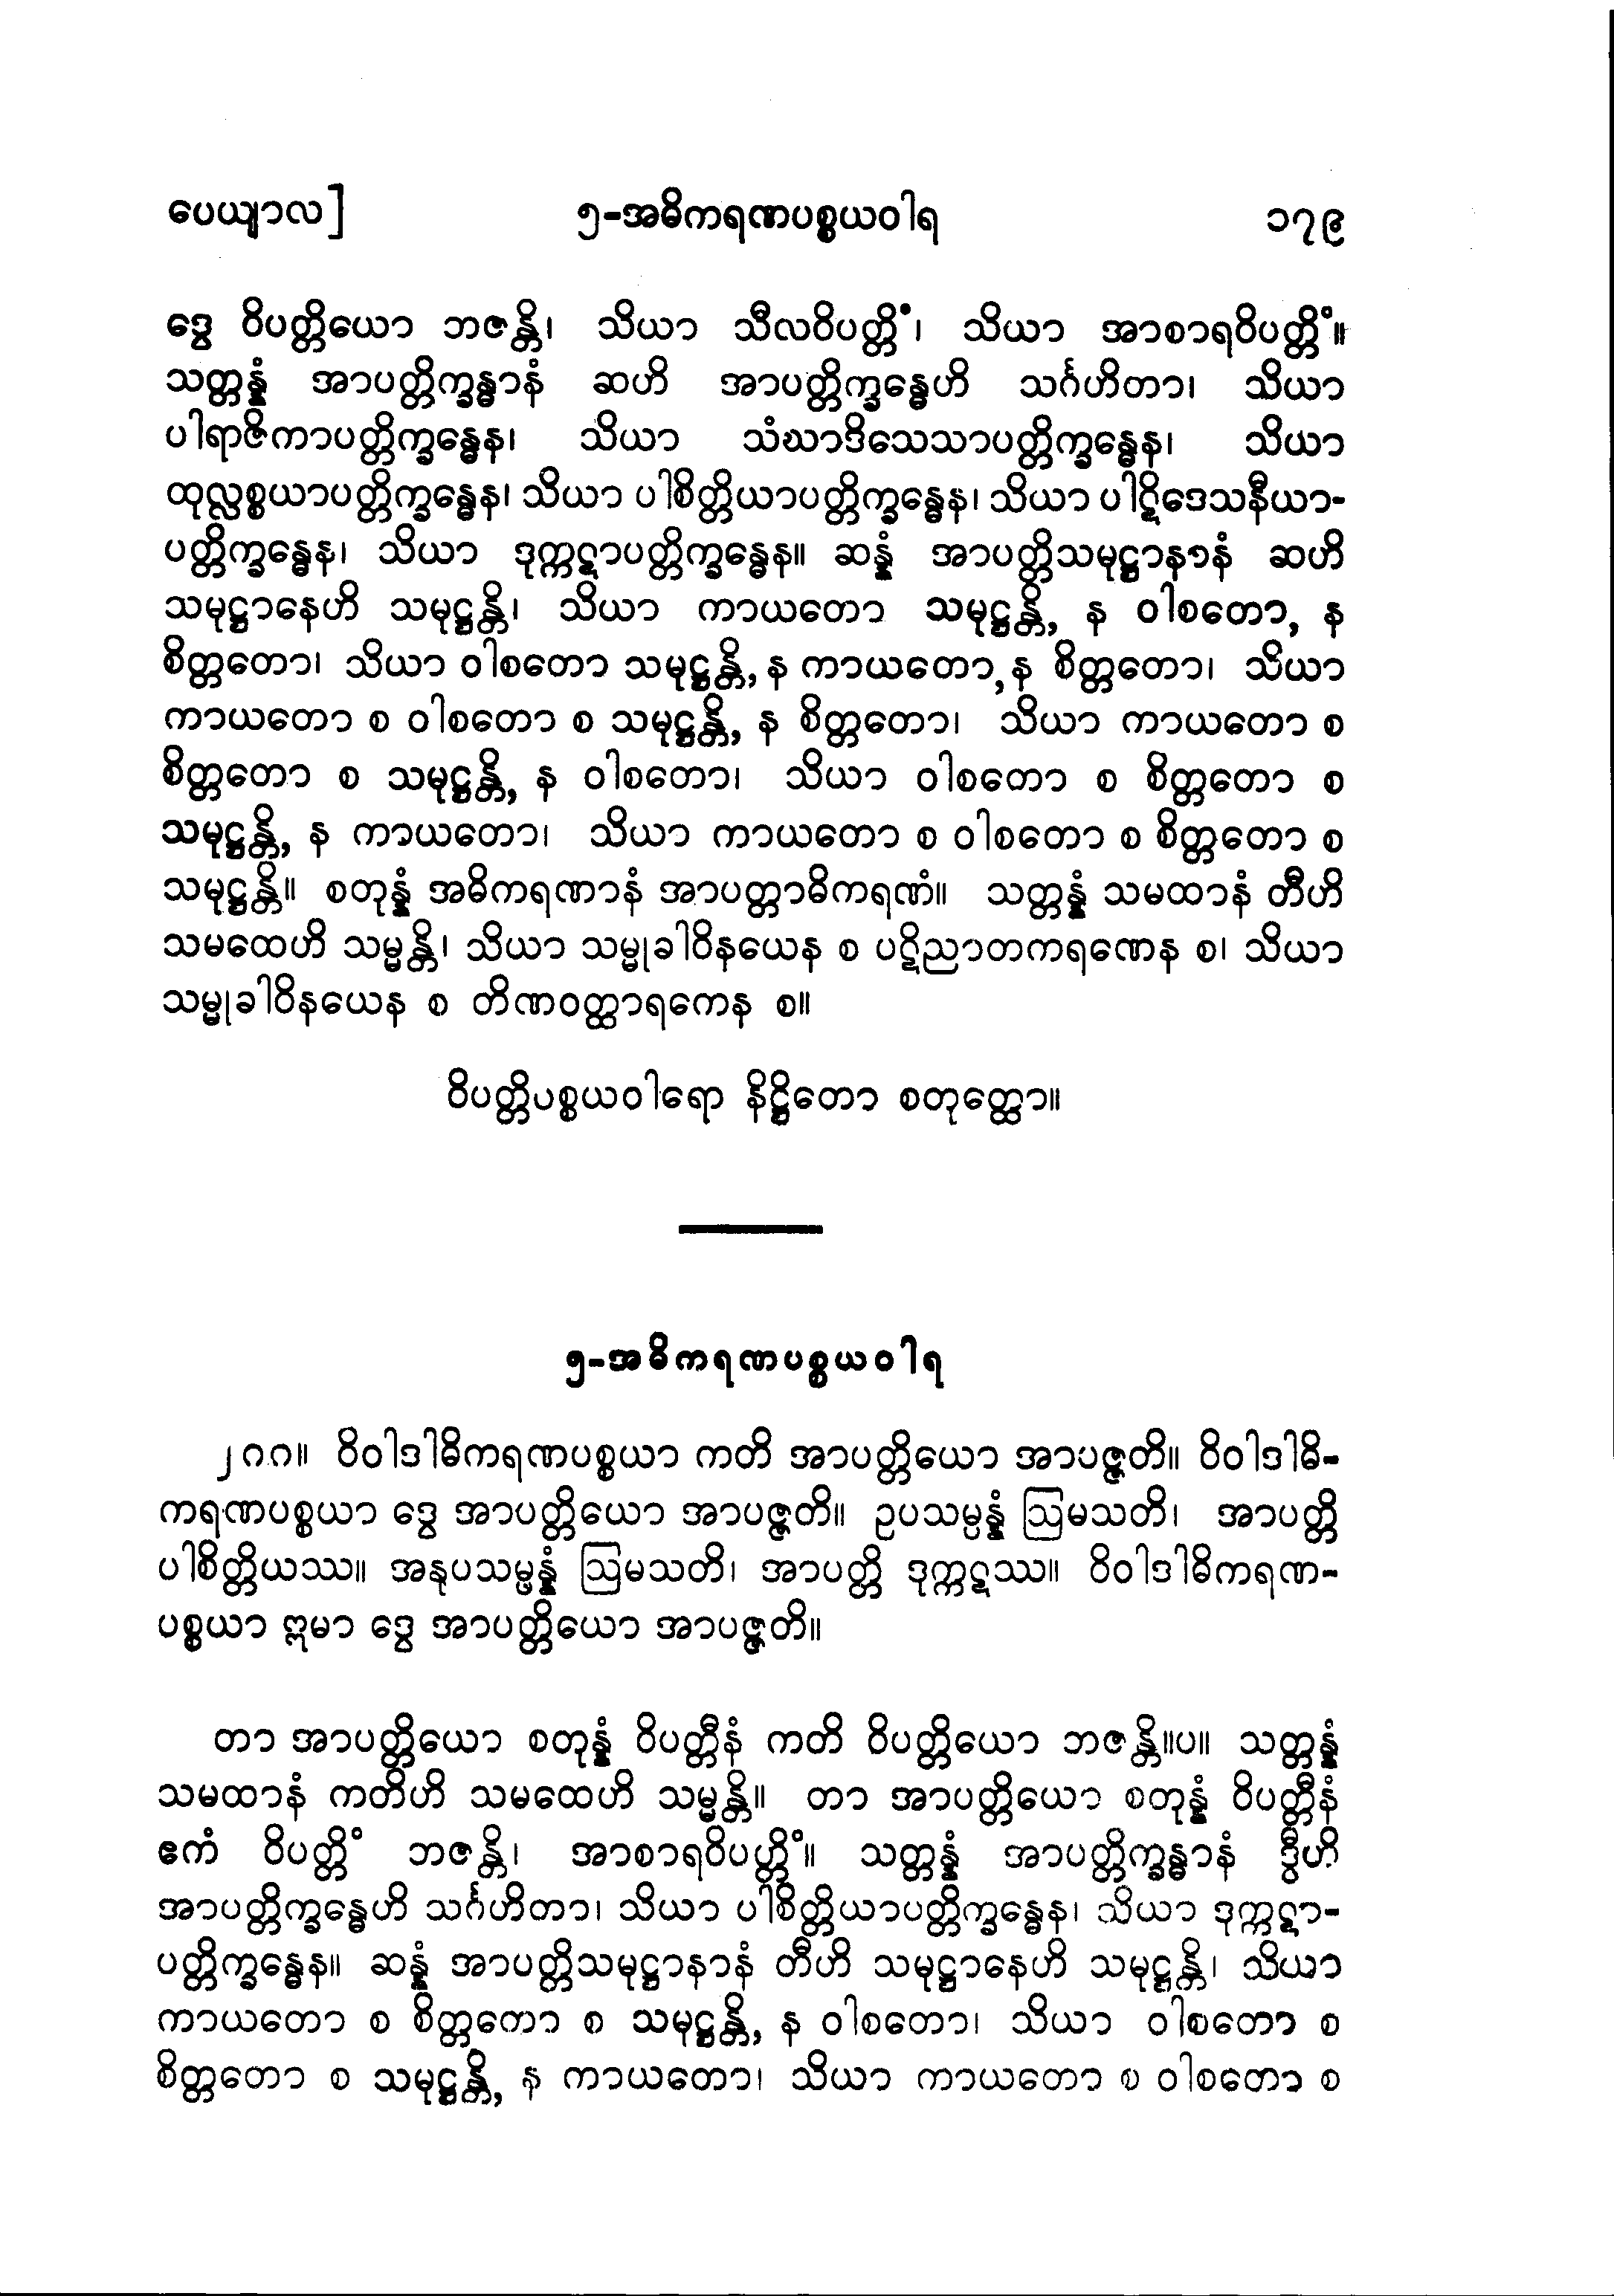 ပေယျာလ] ၅-အဓိကရဏပစ္စယဝါရ ၁၇၉
ဒွေ ဝိပတ္တိယော ဘဇန္တိ၊ သိယာ သီလဝိပတ္တိံ၊ သိယာ အာစာရဝိပတ္တိံ။
သတ္တန္နံ အာပတ္တိက္ခန္ဓာနံ ဆဟိ အာပတ္တိက္ခန္ဓေဟိ သင်္ဂဟိတာ၊ သိယာ
ပါရာဇိကာပတ္တိက္ခန္ဓေန၊ သိယာ သံဃာဒိသေသာပတ္တိက္ခန္ဓေန၊ သိယာ
ထုလ္လစ္စယာပတ္တိက္ခန္ဓေန၊ သိယာ ပါစိတ္တိယာပတ္တိက္ခန္ဓေန၊ သိယာ ပါဋိဒေသနီယာ-
ပတ္တိက္ခန္ဓေန၊ သိယာ ဒုက္ကဋာပတ္တိက္ခန္ဓေန။ ဆန္နံ အာပတ္တိသမုဋ္ဌာနာနံ ဆဟိ
သမုဋ္ဌာနေဟိ သမုဋ္ဌန္တိ၊ သိယာ ကာယတော သမုဋ္ဌန္တိ, န ဝါစတော, န
စိတ္တတော၊ သိယာ ဝါစတော သမုဋ္ဌန္တိ, န ကာယတော, န စိတ္တတော၊ သိယာ
ကာယတော စ ဝါစတော စ သမုဋ္ဌန္တိ, န စိတ္တတော၊ သိယာ ကာယတော စ
စိတ္တတော စ သမုဋ္ဌန္တိ, န ဝါစတော၊ သိယာ ဝါစတော စ စိတ္တတော စ
သမုဋ္ဌန္တိ, န ကာယတော၊ သိယာ ကာယတော စ ဝါစတော စ စိတ္တတော စ
သမုဋ္ဌန္တိ။ စတုန္နံ အဓိကရဏာနံ အာပတ္တာဓိကရဏံ။ သတ္တန္နံ သမထာနံ တီဟိ
သမထေဟိ သမ္မန္တိ၊ သိယာ သမ္မုခါဝိနယေန စ ပဋိညာတကရဏေန စ၊ သိယာ
သမ္မုခါဝိနယေန စ တိဏဝတ္ထာရကေန စ။
ဝိပတ္တိပစ္စယဝါရော နိဋ္ဌိတော စတုတ္ထော။
၅-အဓိကရဏပစ္စယဝါရ
၂၈၈။ ဝိဝါဒါဓိကရဏပစ္စယာ ကတိ အာပတ္တိယော အာပဇ္ဇတိ။ ဝိဝါဒါဓိ-
ကရဏပစ္စယာ ဒွေ အာပတ္တိယော အာပဇ္ဇတိ။ ဥပသမ္ပန္နံ ဩမသတိ၊ အာပတ္တိ
ပါစိတ္တိယဿ။ အနုပသမ္ပန္နံ ဩမသတိ၊ အာပတ္တိ ဒုက္ကဋဿ။ ဝိဝါဒါဓိကရဏ-
ပစ္စယာ ဣမာ ဒွေ အာပတ္တိယော အာပဇ္ဇတိ။
တာ အာပတ္တိယော စတုန္နံ ဝိပတ္တီနံ ကတိ ဝိပတ္တိယော ဘဇန္တိ။ပ။ သတ္တန္နံ
သမထာနံ ကတိဟိ သမထေဟိ သမ္မန္တိ။ တာ အာပတ္တိယော စတုန္နံ ဝိပတ္တီနံ
ဧကံ ဝိပတ္တိံ ဘဇန္တိ၊ အာစာရဝိပတ္တိံ။ သတ္တန္နံ အာပတ္တိက္ခန္ဓာနံ ဒွီဟိ
အာပတ္တိက္ခန္ဓေဟိ သင်္ဂဟိတာ၊ သိယာ ပါစိတ္တိယာပတ္တိက္ခန္ဓေန၊ သိယာ ဒုက္ကဋာ-
ပတ္တိက္ခန္ဓေန။ ဆန္နံ အာပတ္တိသမုဋ္ဌာနာနံ တီဟိ သမုဋ္ဌာနေဟိ သမုဋ္ဌန္တိ၊ သိယာ
ကာယတော စ စိတ္တတော စ သမုဋ္ဌန္တိ, န ဝါစတော၊ သိယာ ဝါစတော စ
စိတ္တတော စ သမုဋ္ဌန္တိ, န ကာယတော၊ သိယာ ကာယတော စ ဝါစတော စ